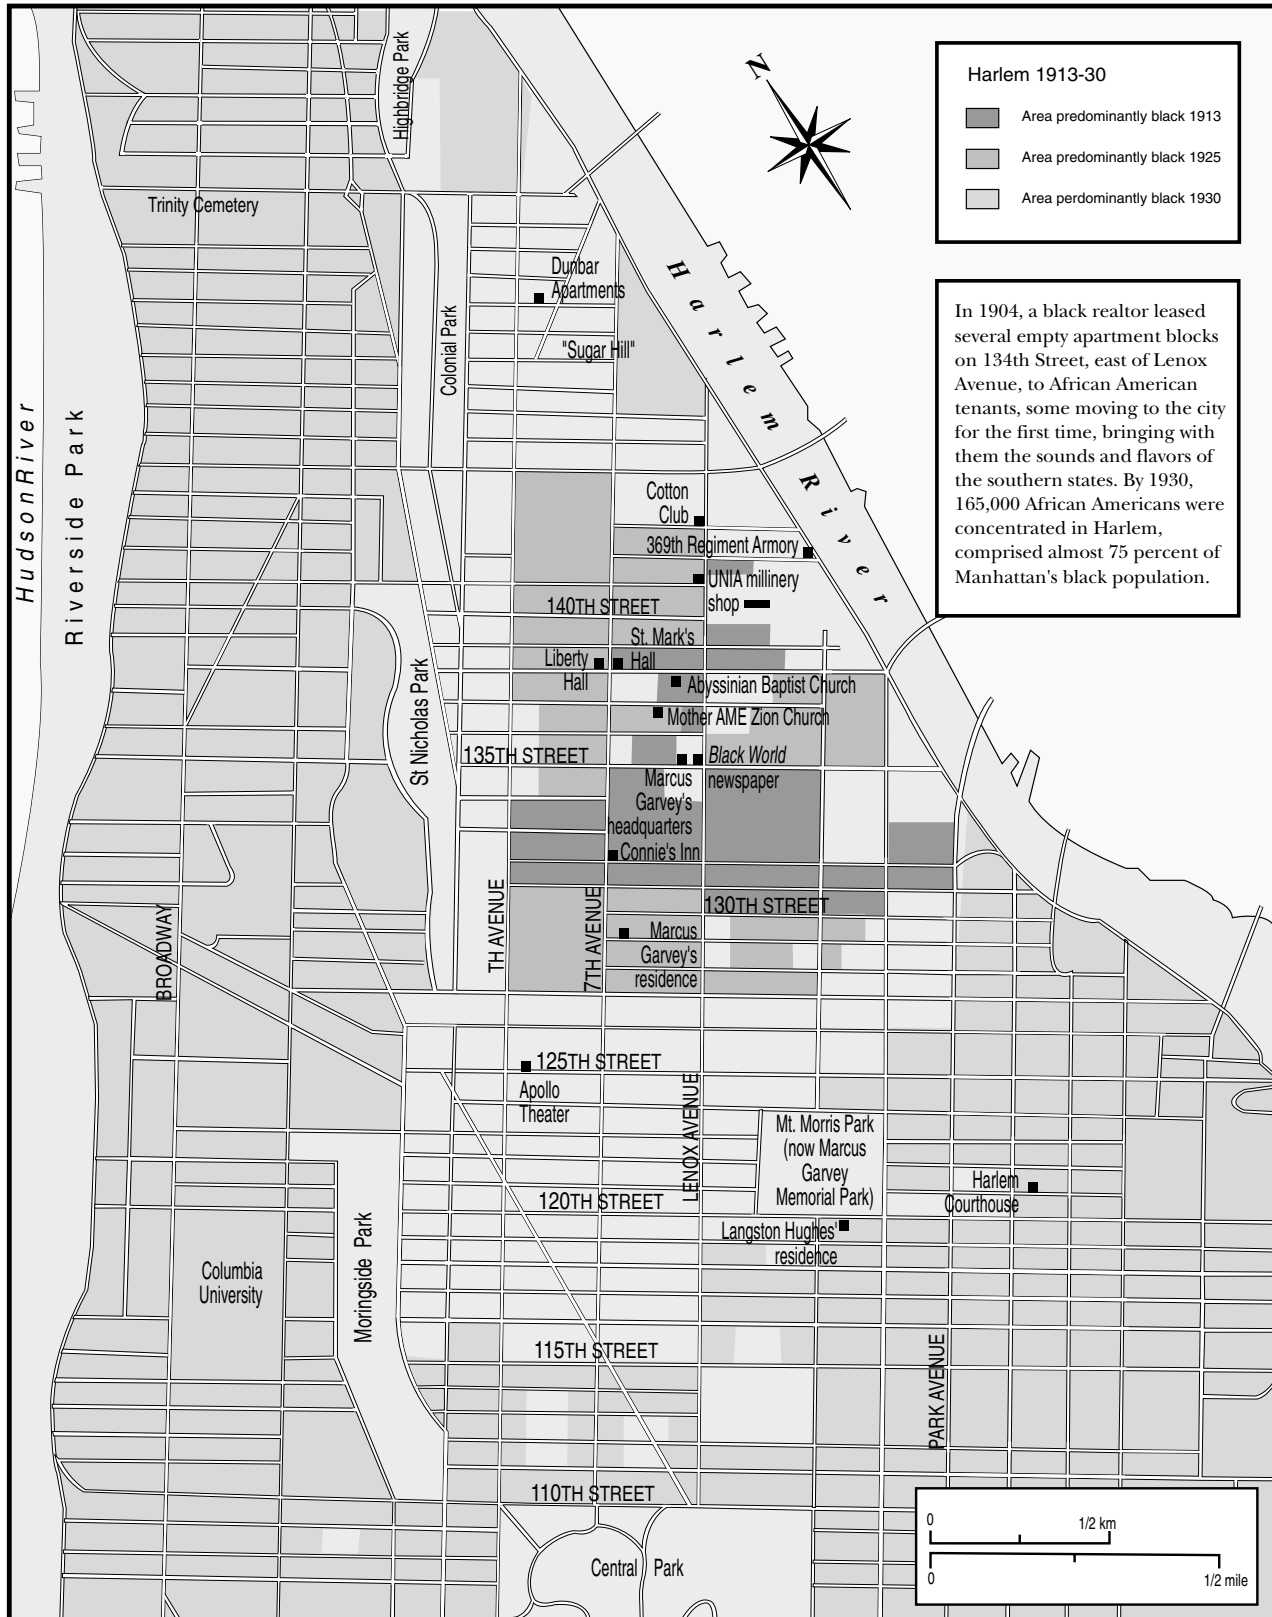 Highbridge Park
N
Harlem 1913-30
Area predominantly black 1913
Area predominantly black 1925
Area perdominantly black 1930
Trinity Cemetery
Dunbar
Apartments
"Sugar Hill"
Colonial Park
Harlem River
In 1904, a black realtor leased
several empty apartment blocks
on 134th Street, east of Lenox
Avenue, to African American
tenants, some moving to the city
for the first time, bringing with
them the sounds and flavors of
the southern states. By 1930,
165,000 African Americans were
concentrated in Harlem,
comprised almost 75 percent of
Manhattan's black population.
HudsonRiver
Riverside Park
Cotton
Club
369th Regiment Armory
UNIA millinery
shop
140TH STREET
St. Mark's
Hall
Liberty
Hall
Abyssinian Baptist Church
Mother AME Zion Church
St Nicholas Park
135TH STREET
Black World
newspaper
Marcus
Garvey's
headquarters
Connie's Inn
130TH STREET
TH AVENUE
7TH AVENUE
Marcus
Garvey's
residence
BROADWAY
125TH STREET
Apollo
Theater
LENOX AVENUE
Mt. Morris Park
(now Marcus
Garvey
Memorial Park)
Harlem
Courthouse
120TH STREET
Langston Hughes'
residence
Columbia
University
Moringside Park
115TH STREET
PARK AVENUE
110TH STREET
Central Park
0 1/2 km
0 1/2 mile